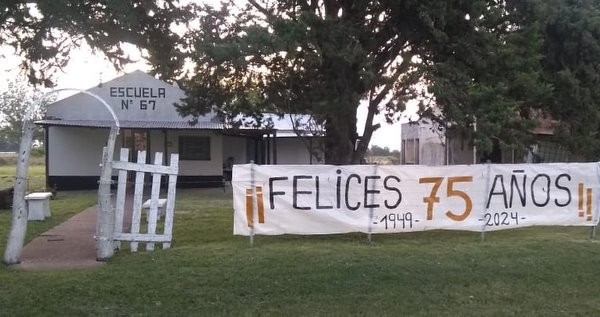 ESCUELA
N° 67
¡¡FELICES 75 AÑOS!!
-1949- -2024-